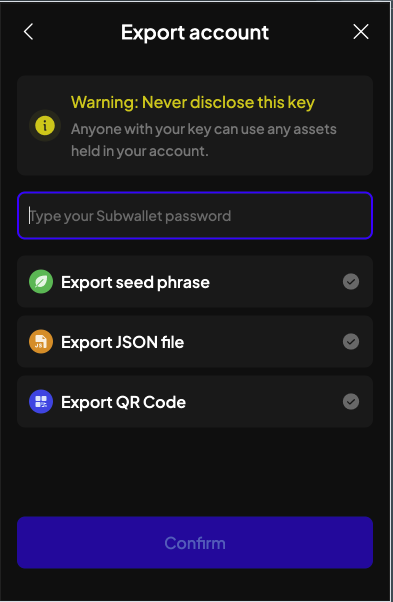 Export account
Warning: Never disclose this key
Anyone with your key can use any assets
held in your account.
Type your Subwallet password
Export seed phrase
Export JSON file
Export QR Code
Confirm